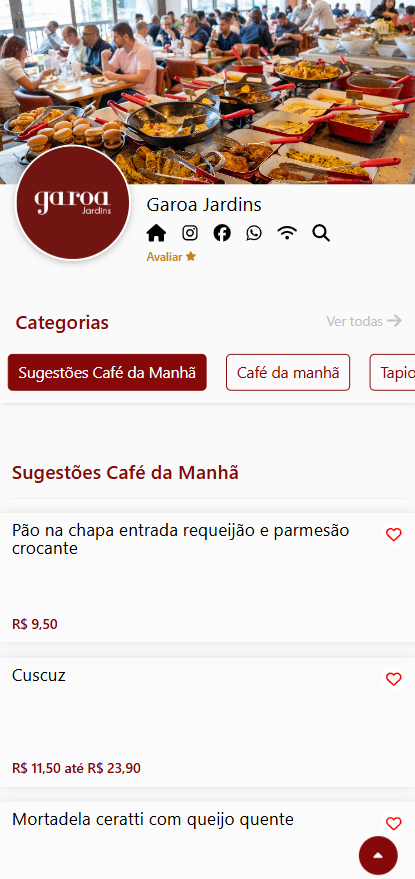 garoa
Jardins
Garoa Jardins
Avaliar
Categorias
Ver todas
Sugestões Café da Manhã
Café da manhã
Tapio
Sugestões Café da Manhã
Pão na chapa entrada requeijão e parmesão
crocante
R$ 9,50
Cuscuz
R$ 11,50 até R$ 23,90
Mortadela ceratti com queijo quente